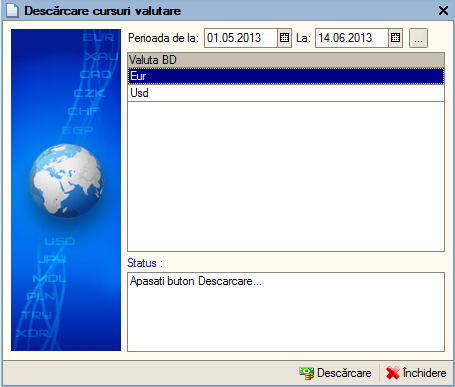 Descărcare cursuri valutare
Perioada de la: 01.05.2013 La: 14.06.2013 ...
EUR
XAU
CAD
CZK
CHF
EGP
USD
JPY
MDL
PLN
TRY
XDR
Valuta BD
Eur
Usd
Status :
Apasati buton Descarcare...
Descărcare Închidere